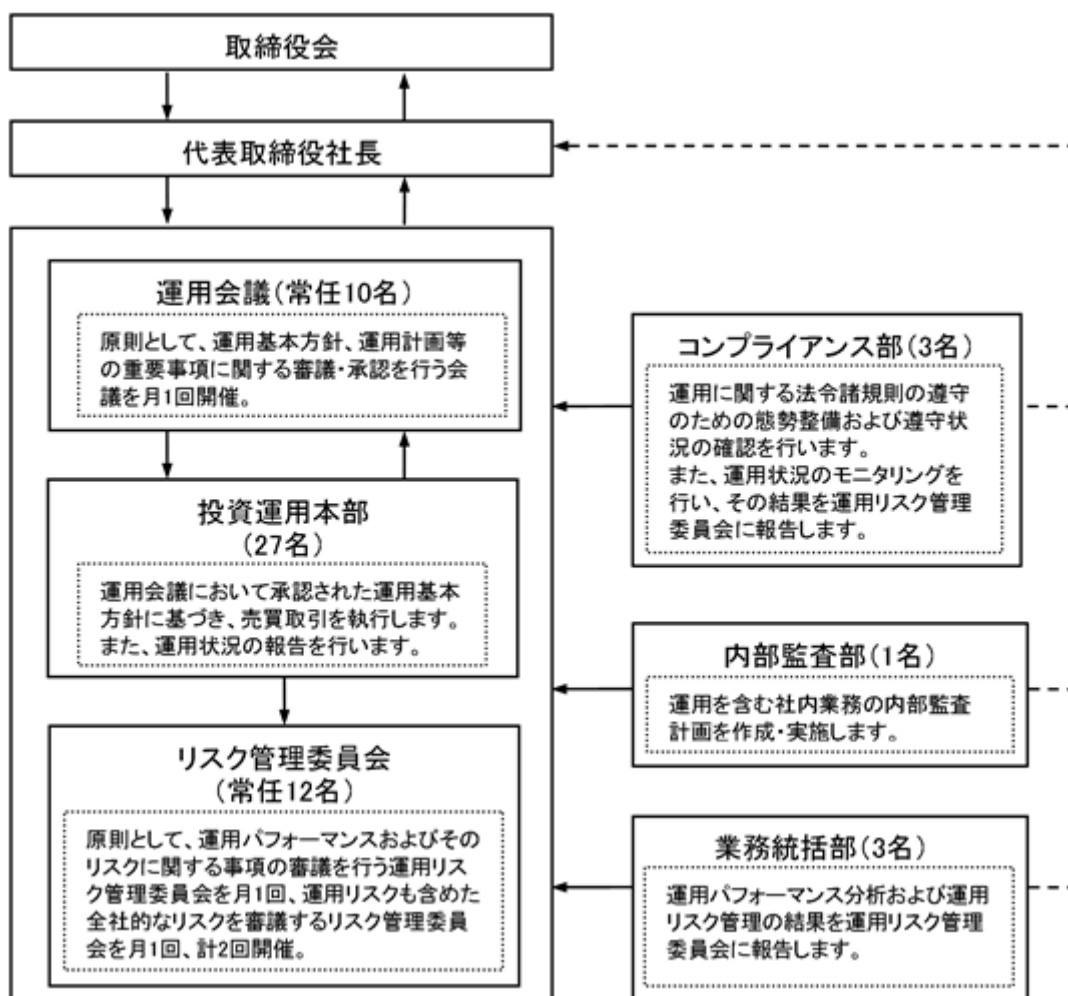 取締役会
代表取締役社長
運用会議(常任10名)
原則として、運用基本方針、運用計画等
の重要事項に関する審議・承認を行う会
議を月1回開催。
投資運用本部
(27名)
運用会議において承認された運用基本
方針に基づき、売買取引を執行します。
また、運用状況の報告を行います。
リスク管理委員会
(常任12名)
原則として、運用パフォーマンスおよびその
リスクに関する事項の審議を行う運用リス
ク管理委員会を月1回、運用リスクも含めた
全社的なリスクを審議するリスク管理委員
会を月1回、計2回開催。
コンプライアンス部(3名)
運用に関する法令諸規則の遵守
のための態勢整備および遵守状
況の確認を行います。
また、運用状況のモニタリングを
行い、その結果を運用リスク管理
委員会に報告します。
内部監査部(1名)
運用を含む社内業務の内部監査
計画を作成・実施します。
業務統括部(3名)
運用パフォーマンス分析および運用
リスク管理の結果を運用リスク管理
委員会に報告します。